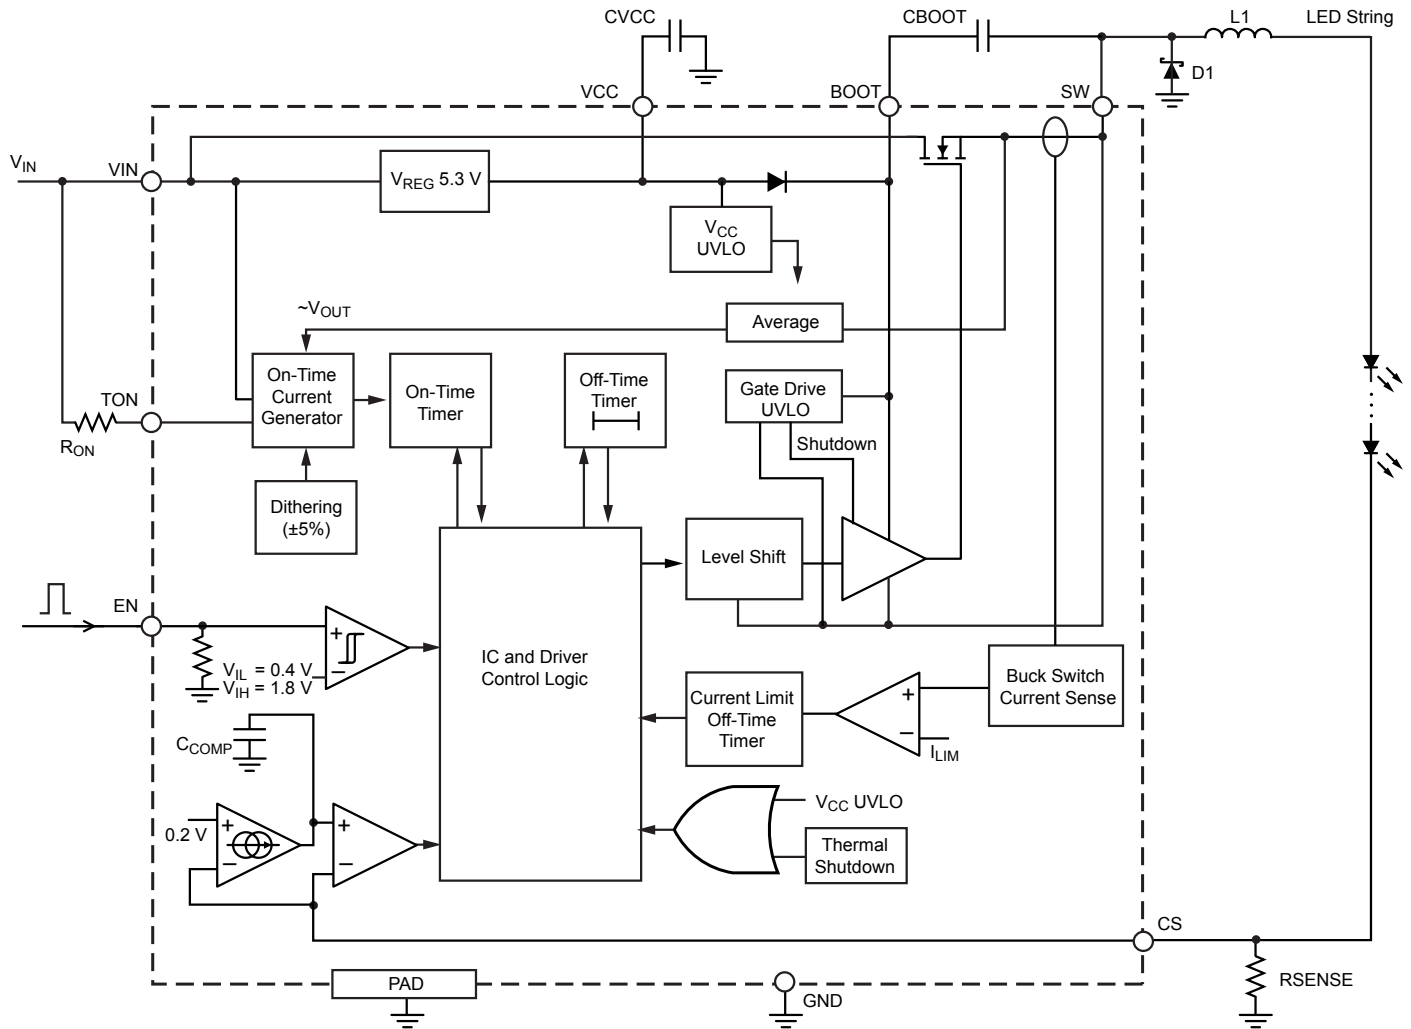 CVCC
CBOOT
L1
LED String
D1
VCC
BOOT
SW
VIN
VIN
VREG 5.3 V
VCC
UVLO
~VOUT
Average
On-Time
Current
Generator
On-Time
Timer
Off-Time
Timer
Gate Drive
UVLO
TON
RON
Shutdown
Dithering
(±5%)
Level Shift
EN
+
–
VIL = 0.4 V
VIH = 1.8 V
IC and Driver
Control Logic
Buck Switch
Current Sense
Current Limit
Off-Time
Timer
+
–
ILIM
CCOMP
0.2 V
+
–
+
–
VCC UVLO
Thermal
Shutdown
CS
RSENSE
PAD
GND